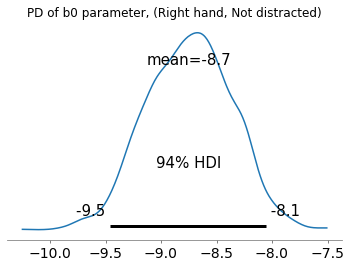 PD of b0 parameter, (Right hand, Not distracted)
mean=-8.7
94% HDI
-9.5 -8.1
−10.0 −9.5 −9.0 −8.5 −8.0 −7.5